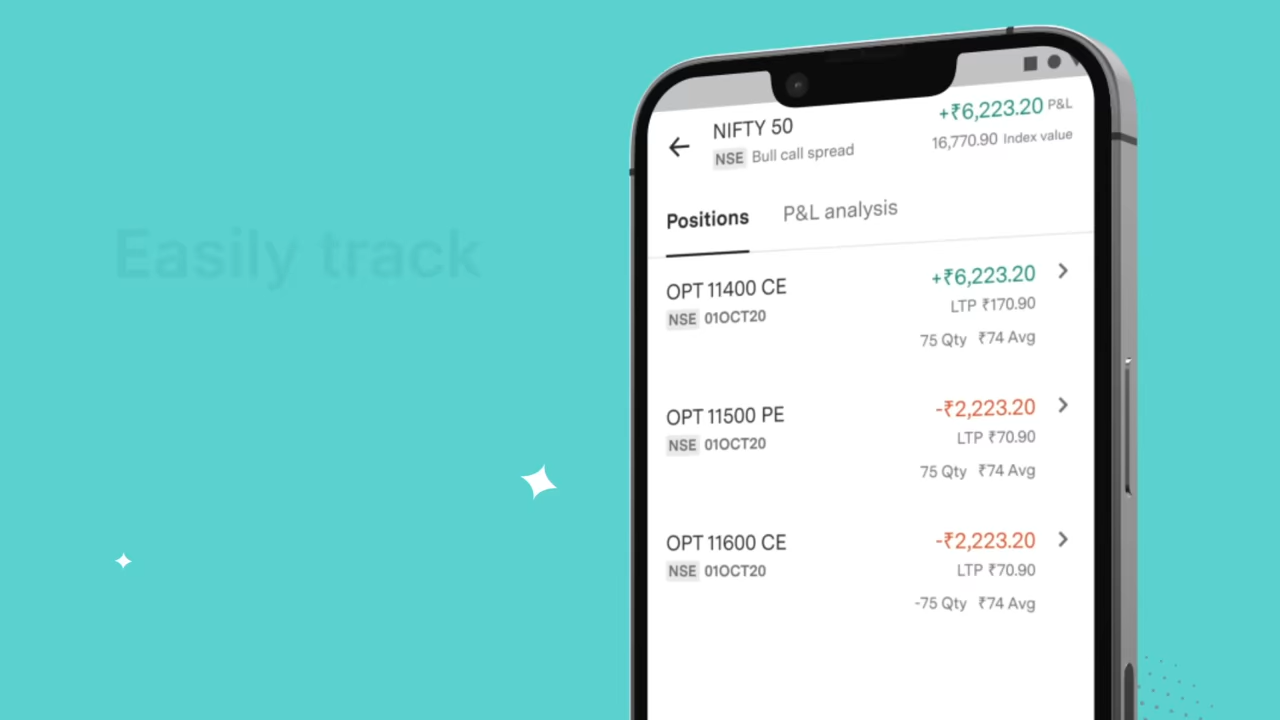 Easily track
NIFTY 50
NSE Bull call spread
+₹6,223.20 P&L
16,770.90 Index value
Positions P&L analysis
OPT 11400 CE +₹6,223.20
NSE 01OCT20 LTP ₹170.90
75 Qty ₹74 Avg
OPT 11500 PE -₹2,223.20
NSE 01OCT20 LTP ₹70.90
75 Qty ₹74 Avg
OPT 11600 CE -₹2,223.20
NSE 01OCT20 LTP ₹70.90
-75 Qty ₹74 Avg